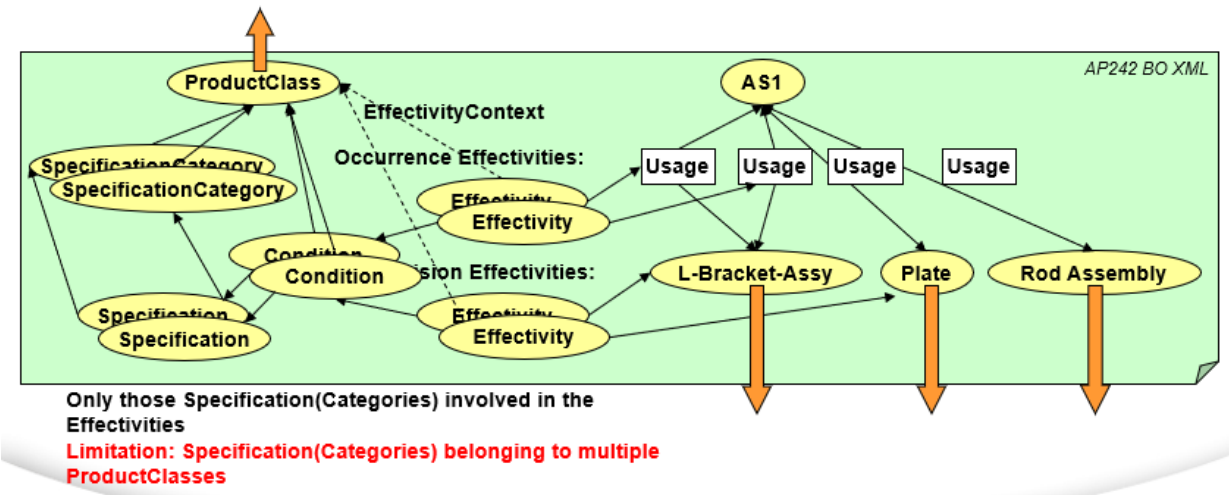 AP242 BO XML
ProductClass
AS1
EffectivityContext
Occurrence Effectivities:
Usage
Usage
Usage
Usage
SpecificationCategory
SpecificationCategory
Effectivity
Effectivity
Condition
Condition
sion Effectivities:
L-Bracket-Assy
Plate
Rod Assembly
Specification
Specification
Effectivity
Effectivity
Only those Specification(Categories) involved in the
Effectivities
Limitation: Specification(Categories) belonging to multiple
ProductClasses